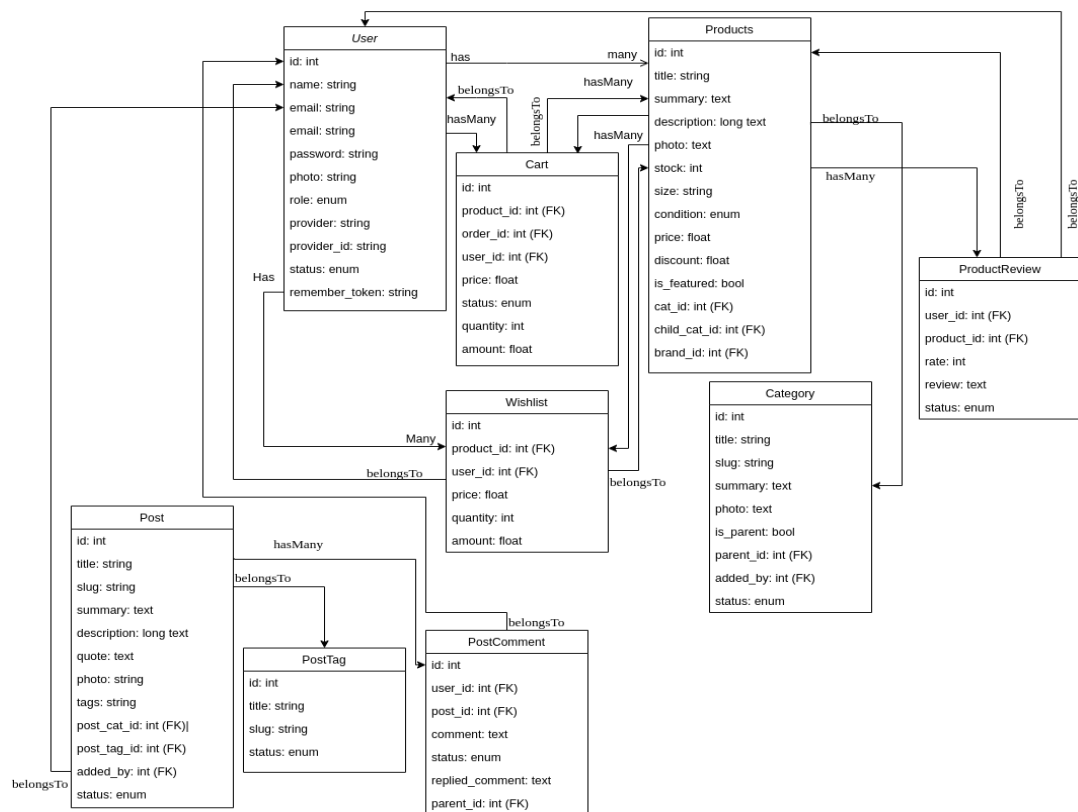 User
id: int
name: string
email: string
email: string
password: string
photo: string
role: enum
provider: string
provider_id: string
status: enum
remember_token: string
has
many
belongsTo
hasMany
hasMany
belongsTo
hasMany
Products
id: int
title: string
summary: text
description: long text
photo: text
stock: int
size: string
condition: enum
price: float
discount: float
is_featured: bool
cat_id: int (FK)
child_cat_id: int (FK)
brand_id: int (FK)
belongsTo
hasMany
belongsTo
belongsTo
Cart
id: int
product_id: int (FK)
order_id: int (FK)
user_id: int (FK)
price: float
status: enum
quantity: int
amount: float
ProductReview
id: int
user_id: int (FK)
product_id: int (FK)
rate: int
review: text
status: enum
Has
Many
belongsTo
Wishlist
id: int
product_id: int (FK)
user_id: int (FK)
price: float
quantity: int
amount: float
belongsTo
Category
id: int
title: string
slug: string
summary: text
photo: text
is_parent: bool
parent_id: int (FK)
added_by: int (FK)
status: enum
Post
id: int
title: string
slug: string
summary: text
description: long text
quote: text
photo: string
tags: string
post_cat_id: int (FK)|
post_tag_id: int (FK)
added_by: int (FK)
status: enum
belongsTo
hasMany
belongsTo
PostTag
id: int
title: string
slug: string
status: enum
belongsTo
PostComment
id: int
user_id: int (FK)
post_id: int (FK)
comment: text
status: enum
replied_comment: text
parent_id: int (FK)